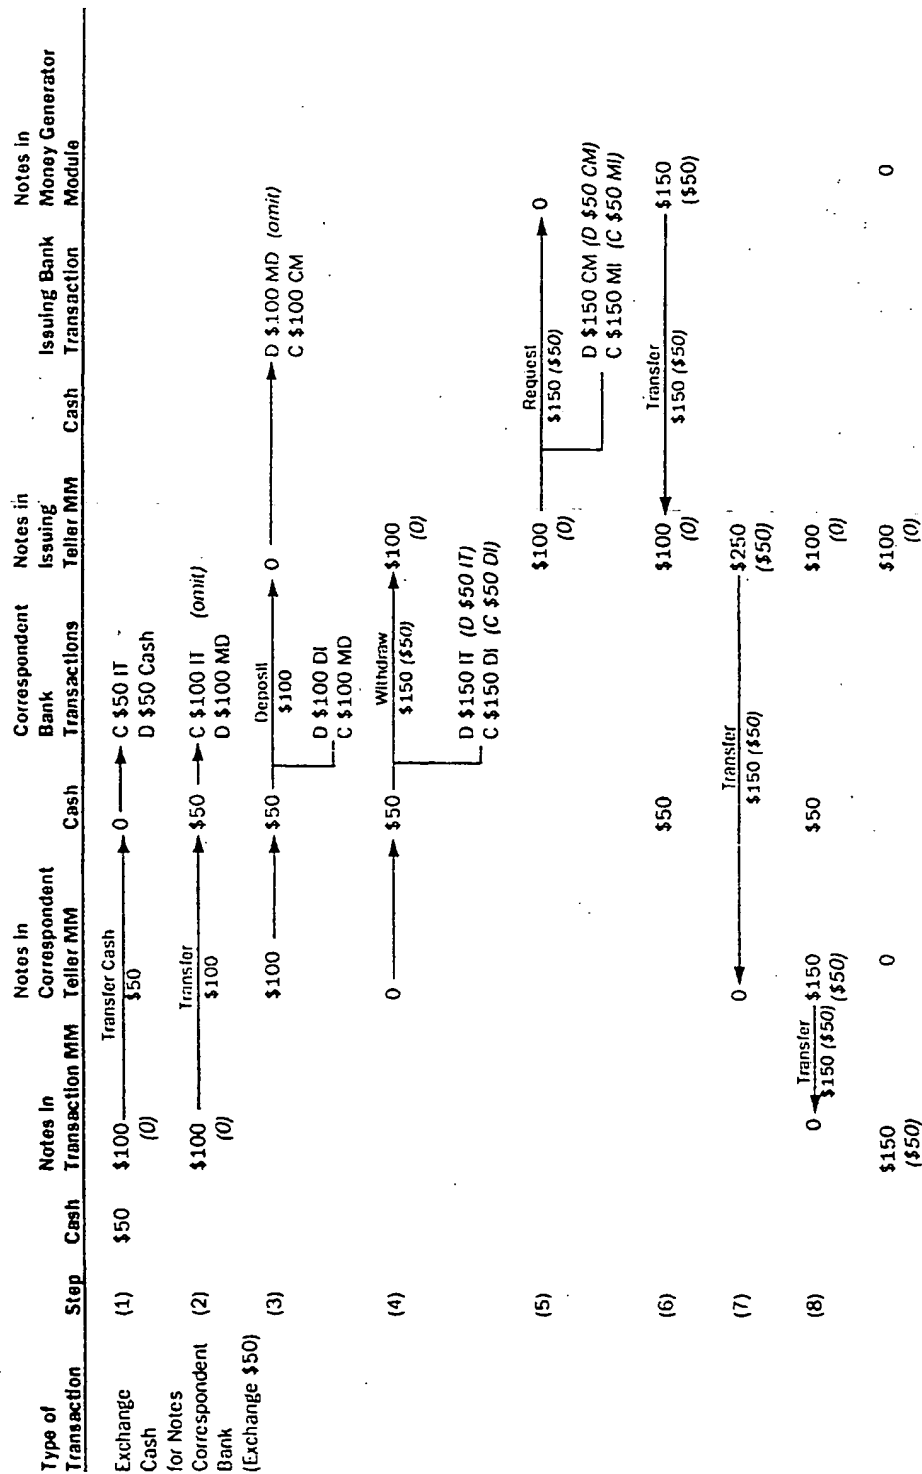 Type of Transaction
Step
Cash
Notes in Transaction MM
Notes in Correspondent Teller MM
Cash
Correspondent Bank Transactions
Notes in Issuing Teller MM
Cash
Issuing Bank Transaction
Notes in Money Generator Module
Exchange
Cash
for Notes
Correspondent
Bank
(Exchange $50)
(1) $50 $100 Transfer Cash 0 C $50 IT
(0) $50 D $50 Cash
(2) $100 Transfer $50 C $100 IT (omit)
(0) $100 D $100 MD
(3) $100 $50 Deposit 0 D $100 MD (omit)
$100 C $100 CM
D $100 DI
C $100 MD
(4) 0 $50 Withdraw $100
$150 ($50) (0)
D $150 IT (D $50 IT)
C $150 DI (C $50 DI)
(5) $100 Request 0
(0) $150 ($50)
D $150 CM (D $50 CM)
C $150 MI (C $50 MI)
(6) $50 $100 Transfer $150
(0) $150 ($50) ($50)
(7) 0 Transfer $250
$150 ($50) ($50)
(8) 0 Transfer $150 $50 $100
$150 ($50) ($50) (0)
$150 0 $100 0
($50) (0)